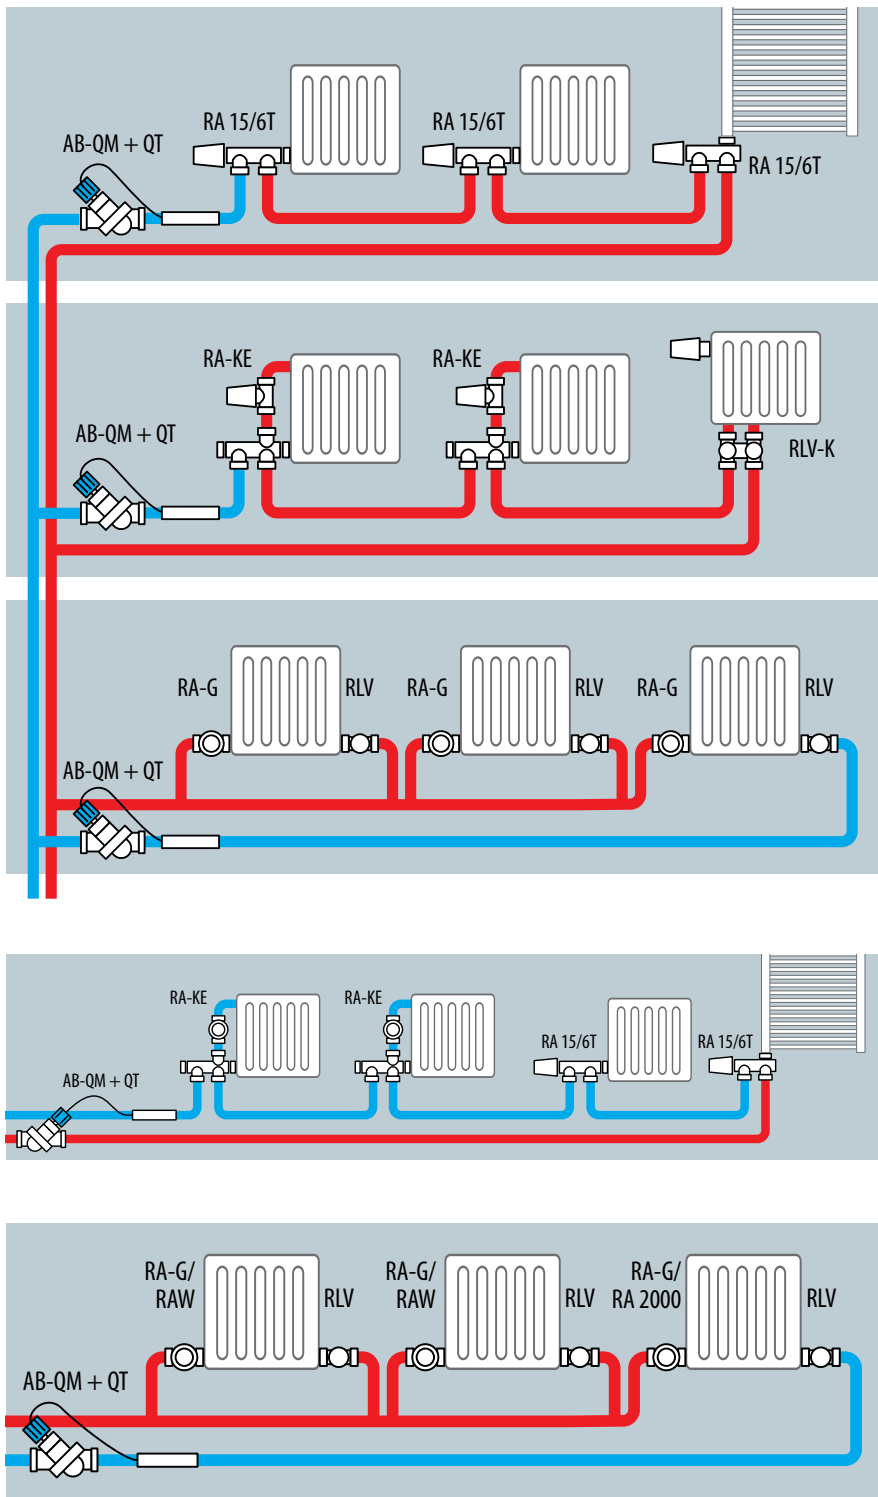 RA 15/6T
RA 15/6T
AB-QM + QT
RA 15/6T
RA-KE
RA-KE
AB-QM + QT
RLV-K
RA-G
RLV
RA-G
RLV
RA-G
RLV
AB-QM + QT
RA-KE
RA-KE
RA 15/6T
RA 15/6T
AB-QM + QT
RA-G/
RAW
RLV
RA-G/
RAW
RLV
RA-G/
RA 2000
RLV
AB-QM + QT